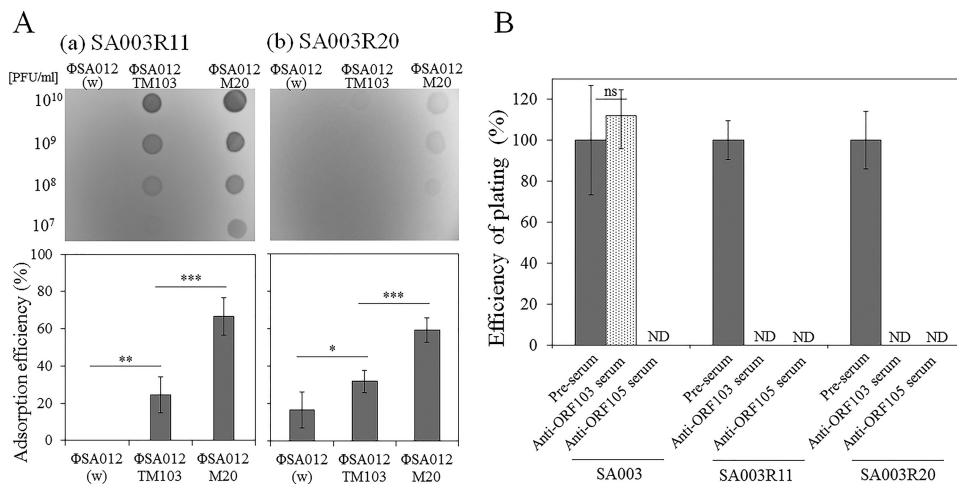 A
(a) SA003R11
(b) SA003R20
[PFU/ml]
ΦSA012 (w)
ΦSA012 TM103
ΦSA012 M20
ΦSA012 (w)
ΦSA012 TM103
ΦSA012 M20
10¹⁰
10⁹
10⁸
10⁷
Adsorption efficiency (%)
100
80
60
40
20
0
**
***
*
***
ΦSA012 (w)
ΦSA012 TM103
ΦSA012 M20
ΦSA012 (w)
ΦSA012 TM103
ΦSA012 M20
B
Efficiency of plating (%)
120
100
80
60
40
20
0
ns
ND
ND
ND
ND
ND
Pre-serum
Anti-ORF103 serum
Anti-ORF105 serum
Pre-serum
Anti-ORF103 serum
Anti-ORF105 serum
Pre-serum
Anti-ORF103 serum
Anti-ORF105 serum
SA003
SA003R11
SA003R20